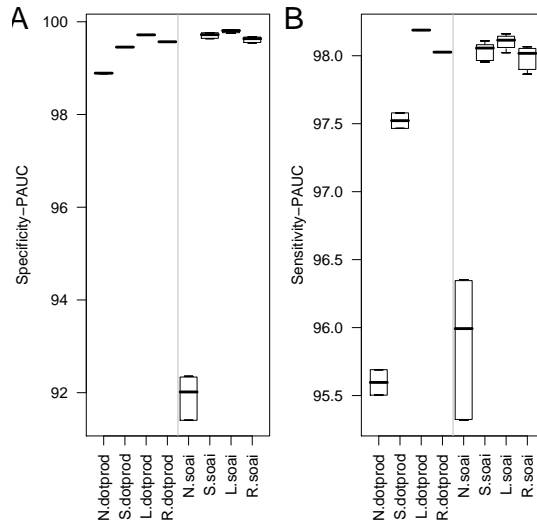 A
Specificity−PAUC
100
98
96
94
92
N.dotprod
S.dotprod
L.dotprod
R.dotprod
N.soai
S.soai
L.soai
R.soai
B
Sensitivity−PAUC
98.0
97.5
97.0
96.5
96.0
95.5
N.dotprod
S.dotprod
L.dotprod
R.dotprod
N.soai
S.soai
L.soai
R.soai